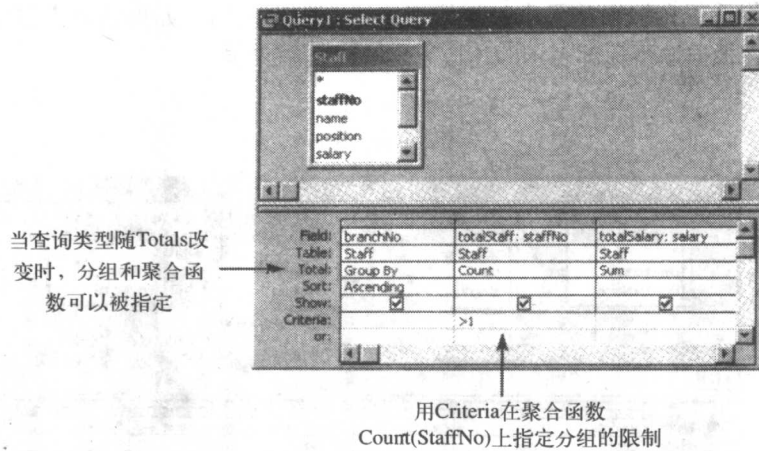 Query1 : Select Query
Staff
*
staffNo
name
position
salary
当查询类型随Totals改
变时，分组和聚合函
数可以被指定
Field: branchNo totalStaff: staffNo totalSalary: salary
Table: Staff Staff Staff
Total: Group By Count Sum
Sort: Ascending
Show:
Criteria: >1
or:
用Criteria在聚合函数
Count(StaffNo)上指定分组的限制